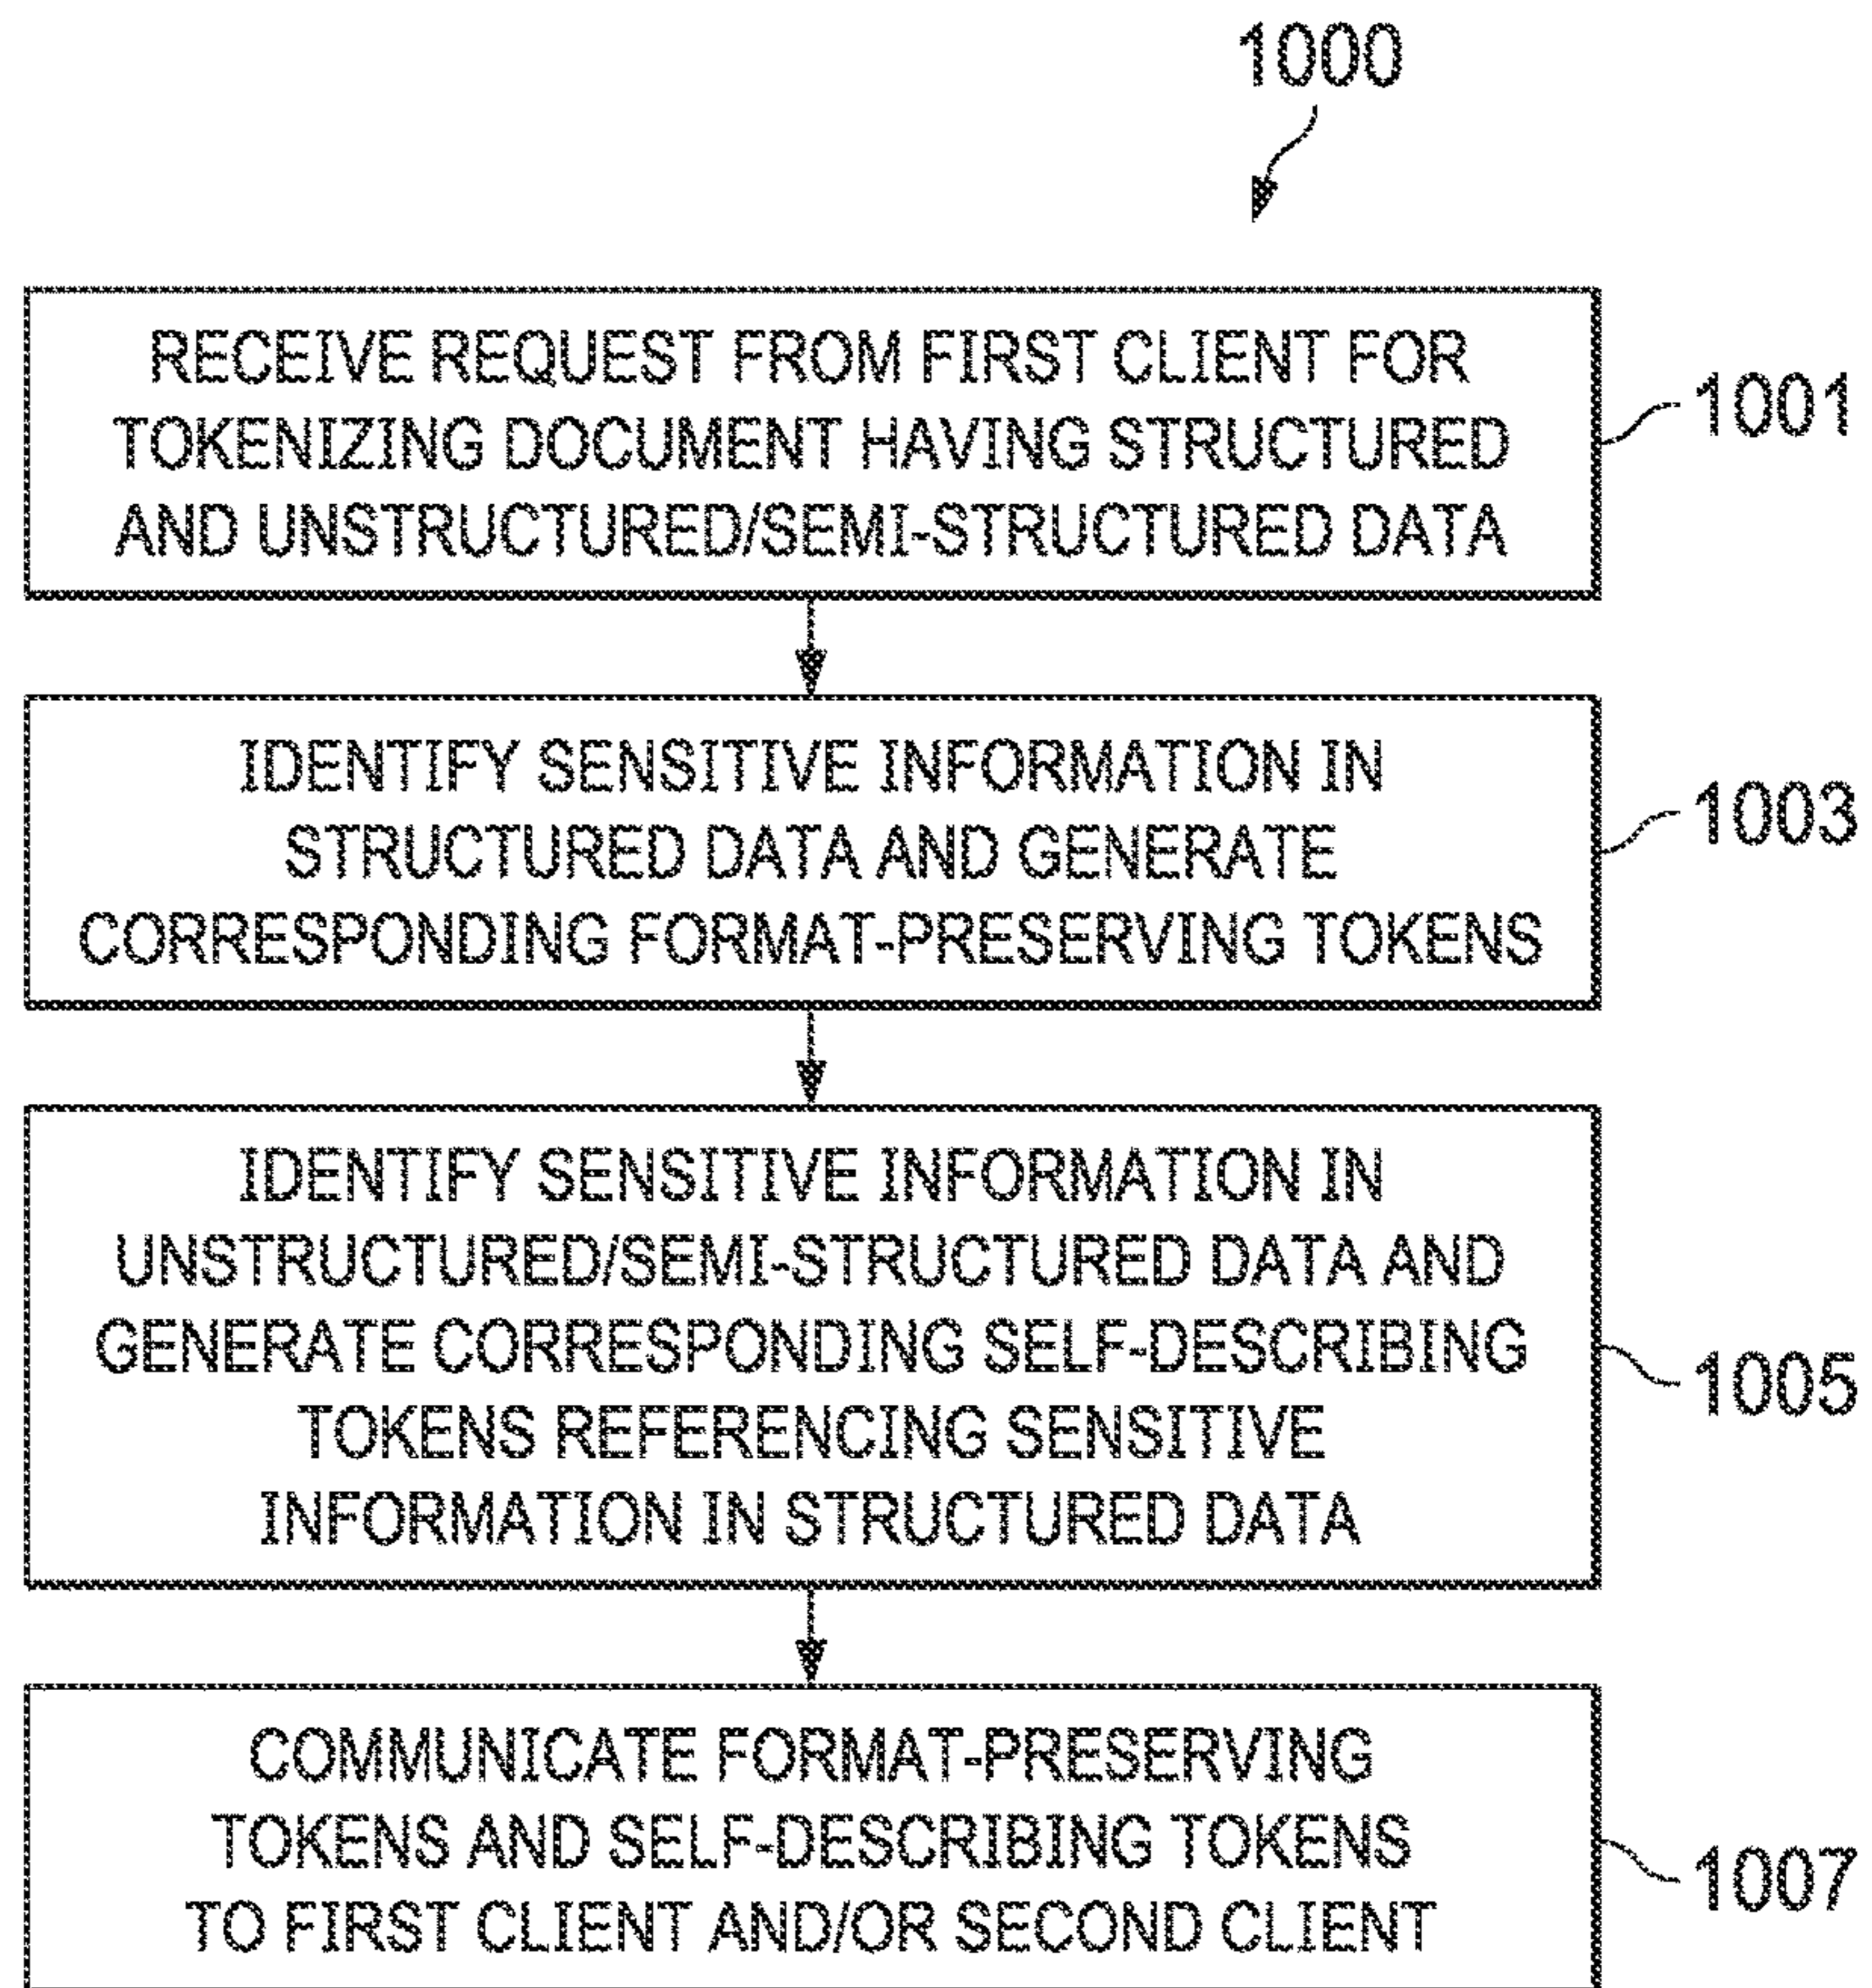 1000
RECEIVE REQUEST FROM FIRST CLIENT FOR
TOKENIZING DOCUMENT HAVING STRUCTURED
AND UNSTRUCTURED/SEMI-STRUCTURED DATA
1001
IDENTIFY SENSITIVE INFORMATION IN
STRUCTURED DATA AND GENERATE
CORRESPONDING FORMAT-PRESERVING TOKENS
1003
IDENTIFY SENSITIVE INFORMATION IN
UNSTRUCTURED/SEMI-STRUCTURED DATA AND
GENERATE CORRESPONDING SELF-DESCRIBING
TOKENS REFERENCING SENSITIVE
INFORMATION IN STRUCTURED DATA
1005
COMMUNICATE FORMAT-PRESERVING
TOKENS AND SELF-DESCRIBING TOKENS
TO FIRST CLIENT AND/OR SECOND CLIENT
1007